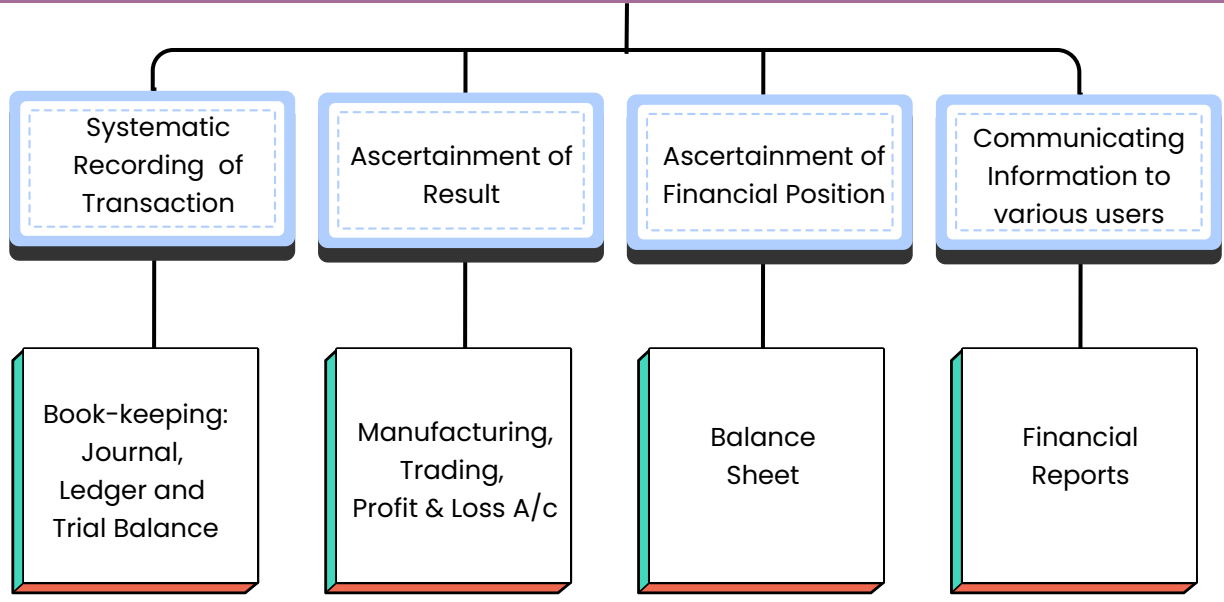 Systematic
Recording of
Transaction
Ascertainment of
Result
Ascertainment of
Financial Position
Communicating
Information to
various users
Book-keeping:
Journal,
Ledger and
Trial Balance
Manufacturing,
Trading,
Profit & Loss A/c
Balance
Sheet
Financial
Reports